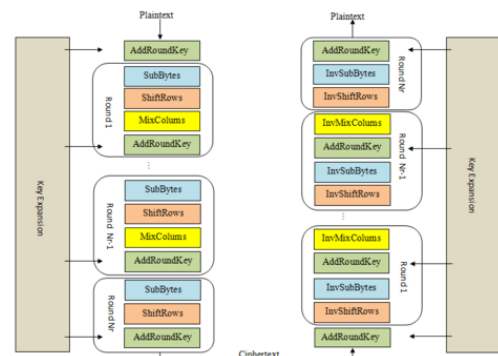 Plaintext
AddRoundKey
SubBytes
ShiftRows
MixColums
AddRoundKey
Round 1
...
SubBytes
ShiftRows
MixColums
AddRoundKey
Round Nr-1
SubBytes
ShiftRows
AddRoundKey
Round Nr
Key Expansion
Plaintext
AddRoundKey
InvSubBytes
InvShiftRows
Round Nr
InvMixColums
AddRoundKey
InvSubBytes
InvShiftRows
Round Nr-1
...
InvMixColums
AddRoundKey
InvSubBytes
InvShiftRows
Round 1
AddRoundKey
Key Expansion
Ciphertext